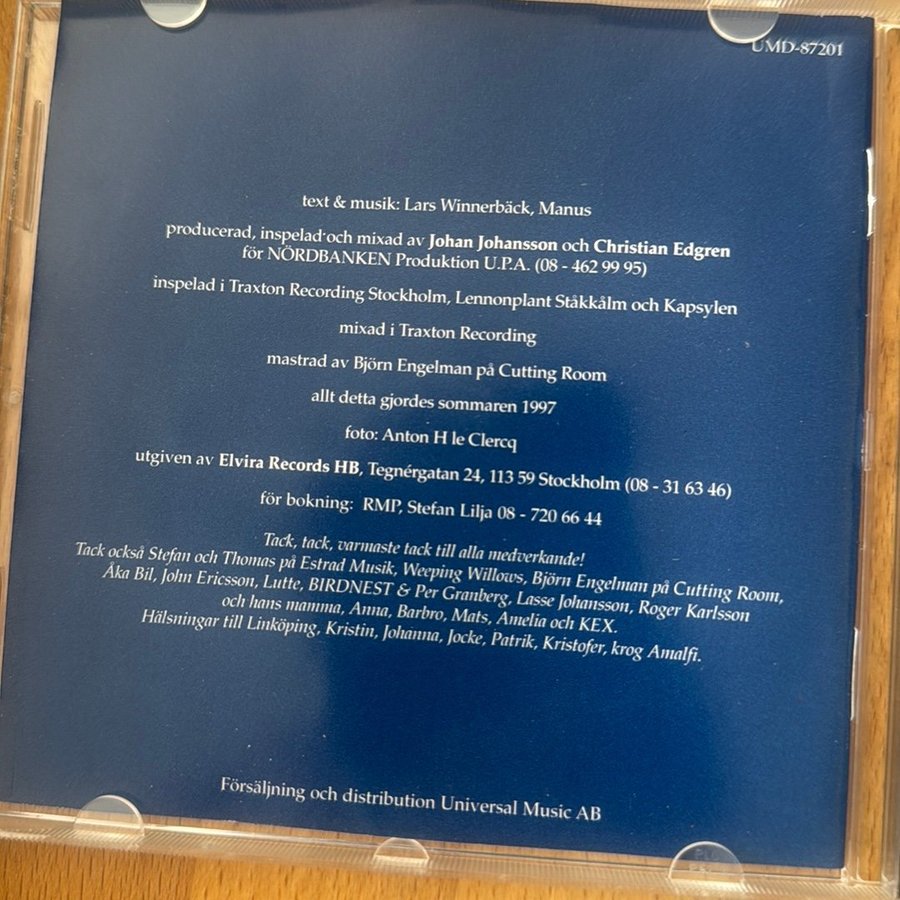 UMD-87201
text & musik: Lars Winnerbäck, Manus
producerad, inspelad och mixad av Johan Johansson och Christian Edgren
för NÖRDBANKEN Produktion U.P.A. (08 - 462 99 95)
inspelad i Traxton Recording Stockholm, Lennonplant Ståkkålm och Kapsylen
mixad i Traxton Recording
mastrad av Björn Engelman på Cutting Room
allt detta gjordes sommaren 1997
foto: Anton H le Clercq
utgiven av Elvira Records HB, Tegnérgatan 24, 113 59 Stockholm (08 - 31 63 46)
för bokning: RMP, Stefan Lilja 08 - 720 66 44
Tack, tack, varmaste tack till alla medverkande!
Tack också Stefan och Thomas på Estrad Musik, Weeping Willows, Björn Engelman på Cutting Room,
Åka Bil, John Ericsson, Lutte, BIRDNEST & Per Granberg, Lasse Johansson, Roger Karlsson
och hans mamma, Anna, Barbro, Mats, Amelia och KEX.
Hälsningar till Linköping, Kristin, Johanna, Jocke, Patrik, Kristofer, krog Amalfi.
Försäljning och distribution Universal Music AB